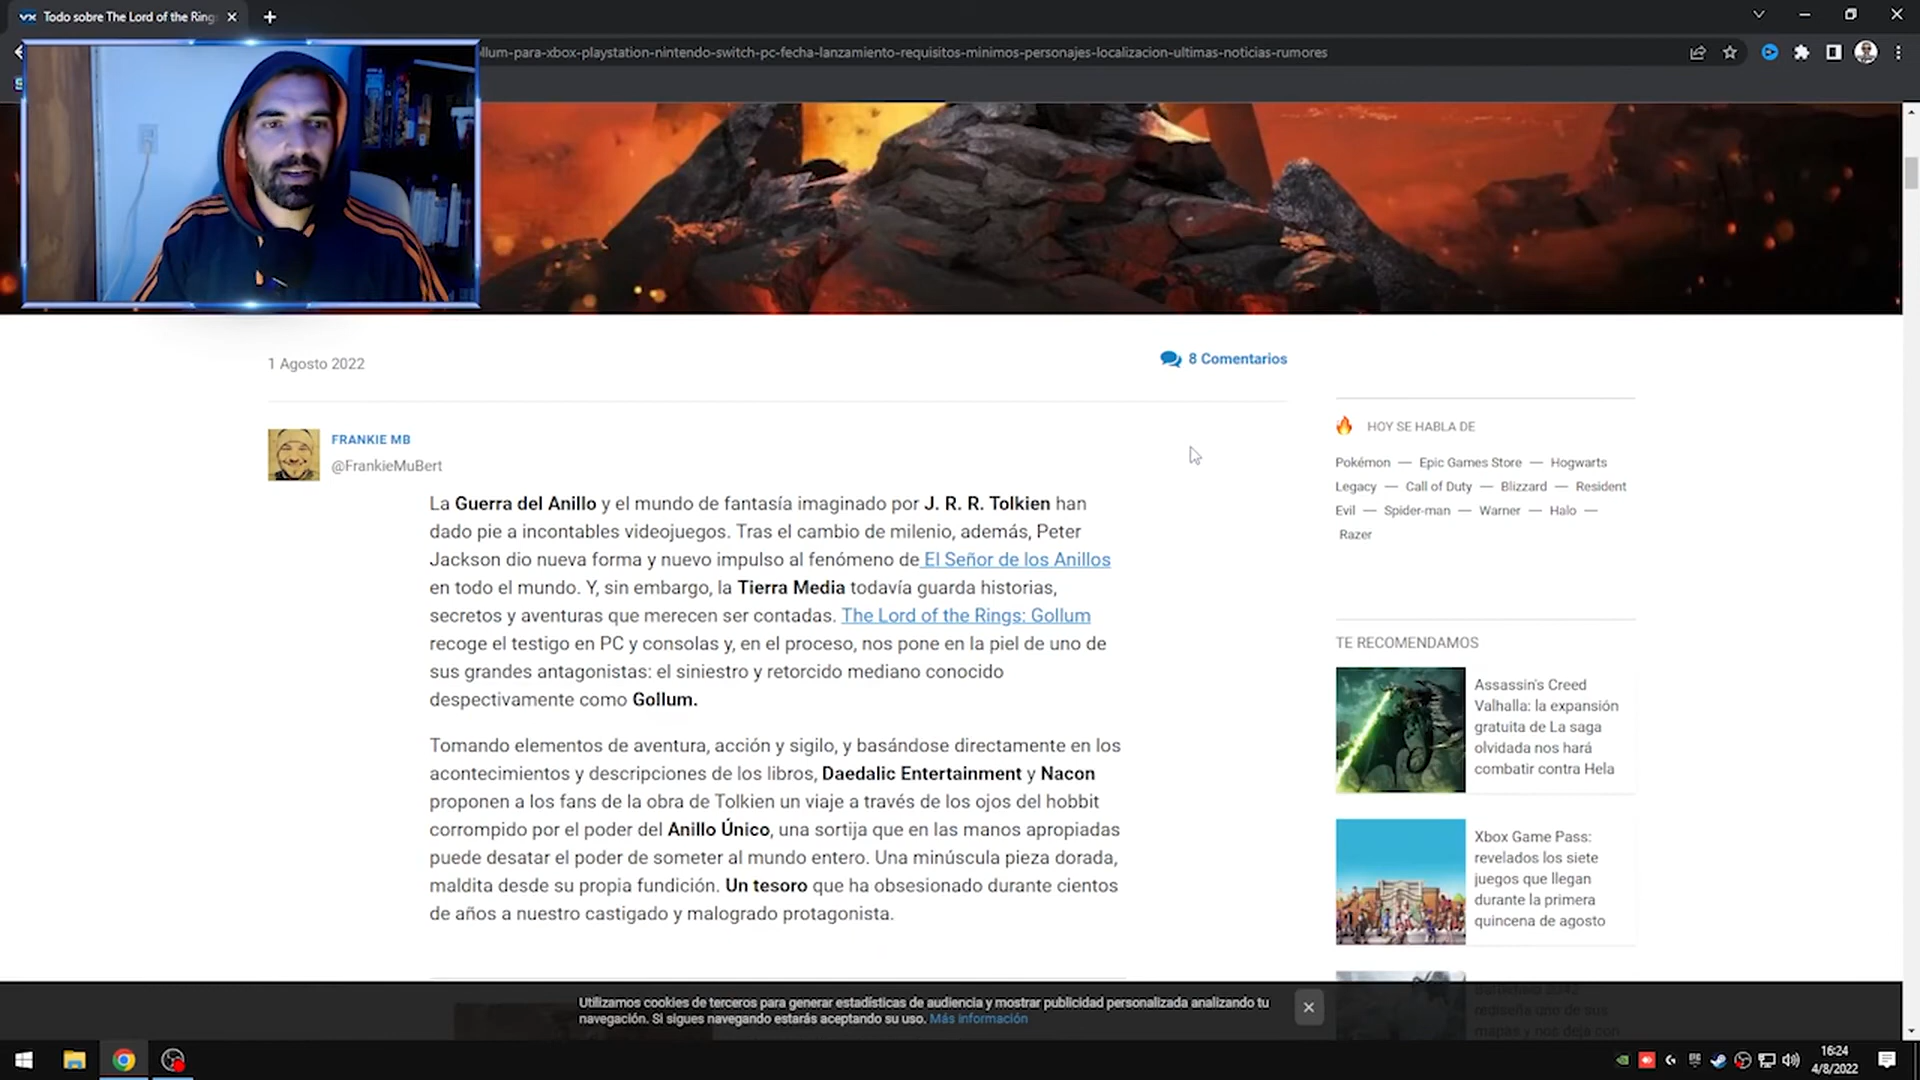 Todo sobre The Lord of the Ring
llum-para-xbox-playstation-nintendo-switch-pc-fecha-lanzamiento-requisitos-minimos-personajes-localizacion-ultimas-noticias-rumores
1 Agosto 2022
8 Comentarios
FRANKIE MB
@FrankieMuBert
La Guerra del Anillo y el mundo de fantasía imaginado por J. R. R. Tolkien han
dado pie a incontables videojuegos. Tras el cambio de milenio, además, Peter
Jackson dio nueva forma y nuevo impulso al fenómeno de El Señor de los Anillos
en todo el mundo. Y, sin embargo, la Tierra Media todavía guarda historias,
secretos y aventuras que merecen ser contadas. The Lord of the Rings: Gollum
recoge el testigo en PC y consolas y, en el proceso, nos pone en la piel de uno de
sus grandes antagonistas: el siniestro y retorcido mediano conocido
despectivamente como Gollum.
Tomando elementos de aventura, acción y sigilo, y basándose directamente en los
acontecimientos y descripciones de los libros, Daedalic Entertainment y Nacon
proponen a los fans de la obra de Tolkien un viaje a través de los ojos del hobbit
corrompido por el poder del Anillo Único, una sortija que en las manos apropiadas
puede desatar el poder de someter al mundo entero. Una minúscula pieza dorada,
maldita desde su propia fundición. Un tesoro que ha obsesionado durante cientos
de años a nuestro castigado y malogrado protagonista.
HOY SE HABLA DE
Pokémon — Epic Games Store — Hogwarts
Legacy — Call of Duty — Blizzard — Resident
Evil — Spider-man — Warner — Halo —
Razer
TE RECOMENDAMOS
Assassin's Creed
Valhalla: la expansión
gratuita de La saga
olvidada nos hará
combatir contra Hela
Xbox Game Pass:
revelados los siete
juegos que llegan
durante la primera
quincena de agosto
rediseña uno de sus
mapas y nos deja con
Utilizamos cookies de terceros para generar estadísticas de audiencia y mostrar publicidad personalizada analizando tu
navegación. Si sigues navegando estarás aceptando su uso. Más información
16:24
4/8/2022